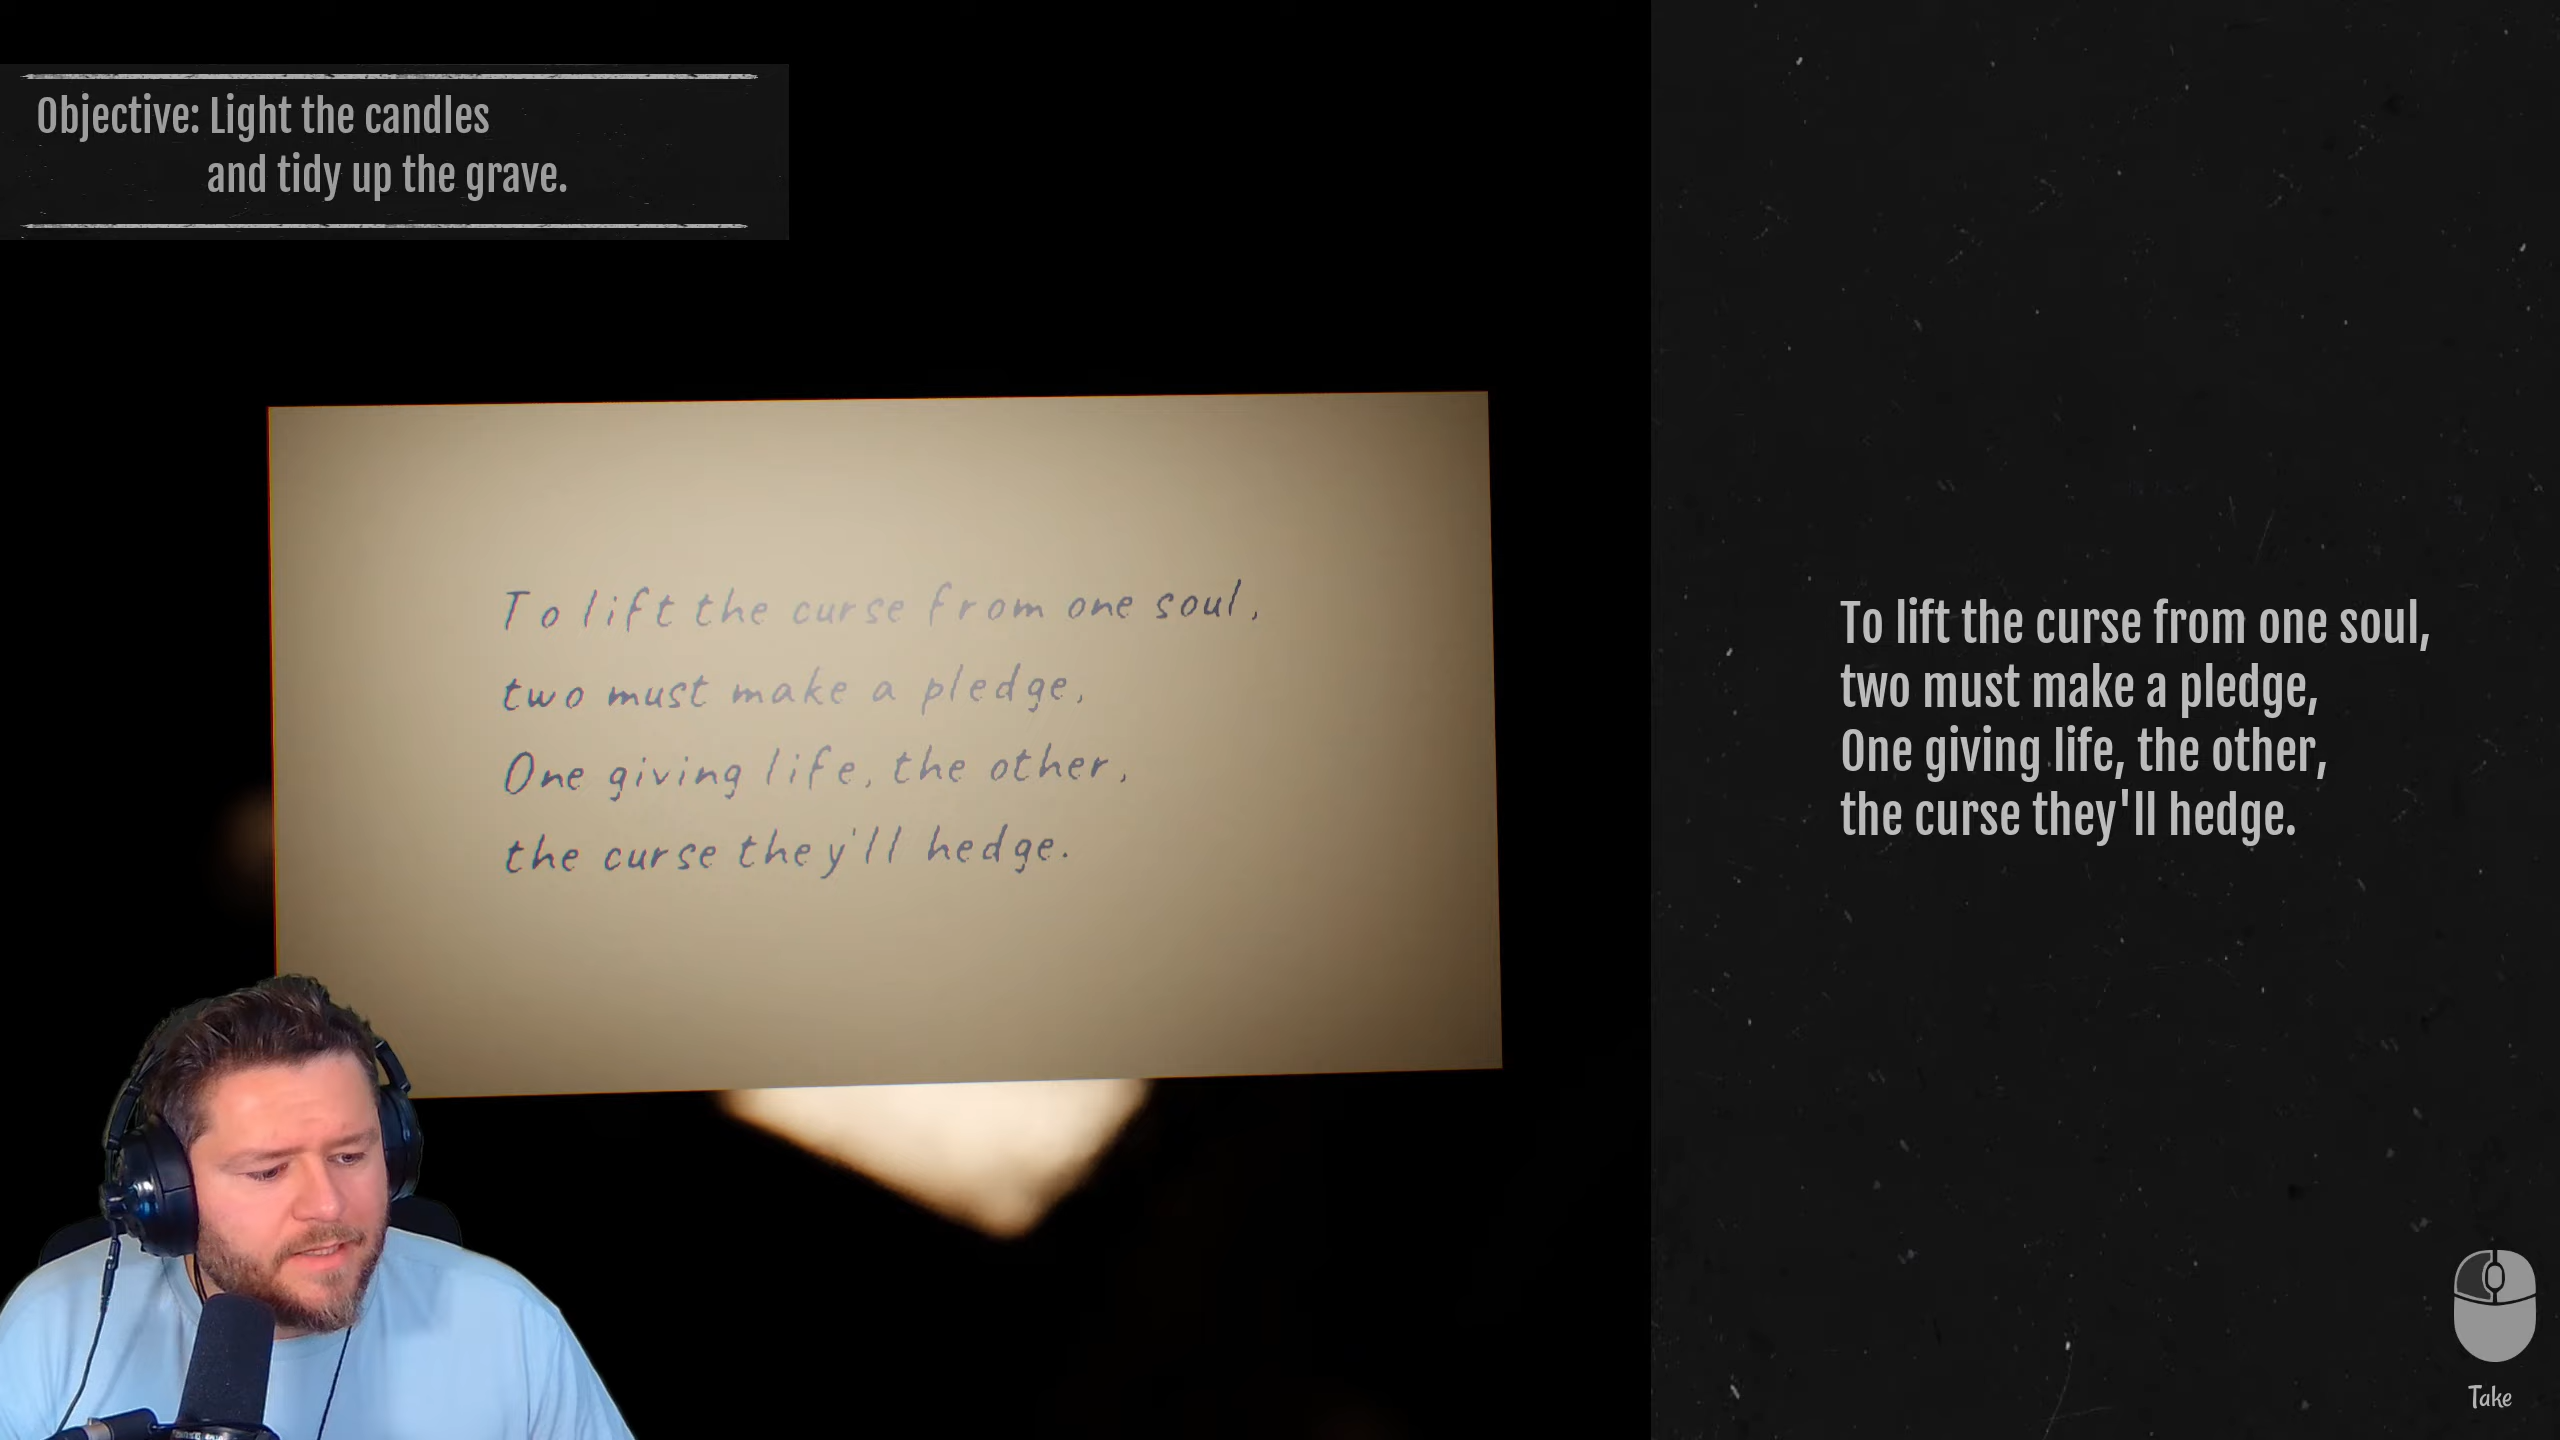 Objective: Light the candles
and tidy up the grave.
To lift the curse from one soul,
two must make a pledge,
One giving life, the other,
the curse they'll hedge.
To lift the curse from one soul,
two must make a pledge,
One giving life, the other,
the curse they'll hedge.
Take